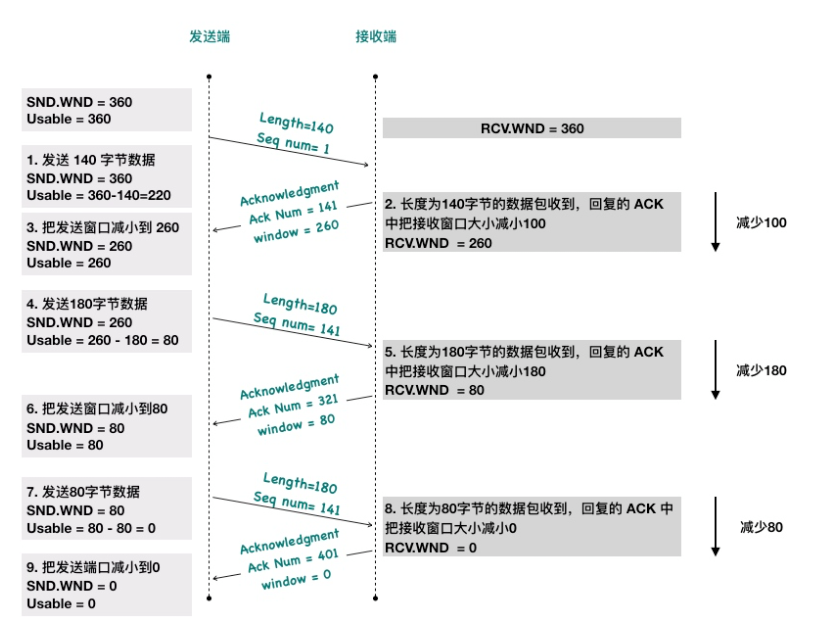 发送端
接收端
SND.WND = 360
Usable = 360
Length=140
Seq num= 1
RCV.WND = 360
1. 发送 140 字节数据
SND.WND = 360
Usable = 360-140=220
Acknowledgment
Ack Num = 141
window = 260
2. 长度为140字节的数据包收到，回复的 ACK
中把接收窗口大小减小100
RCV.WND = 260
减少100
3. 把发送窗口减小到 260
SND.WND = 260
Usable = 260
4. 发送180字节数据
SND.WND = 260
Usable = 260 - 180 = 80
Length=180
Seq num= 141
5. 长度为180字节的数据包收到，回复的 ACK
中把接收窗口大小减小180
RCV.WND = 80
减少180
Acknowledgment
Ack Num = 321
window = 80
6. 把发送窗口减小到80
SND.WND = 80
Usable = 80
7. 发送80字节数据
SND.WND = 80
Usable = 80 - 80 = 0
Length=180
Seq num= 141
8. 长度为80字节的数据包收到，回复的 ACK 中
把接收窗口大小减小0
RCV.WND = 0
减少80
Acknowledgment
Ack Num = 401
window = 0
9. 把发送端口减小到0
SND.WND = 0
Usable = 0